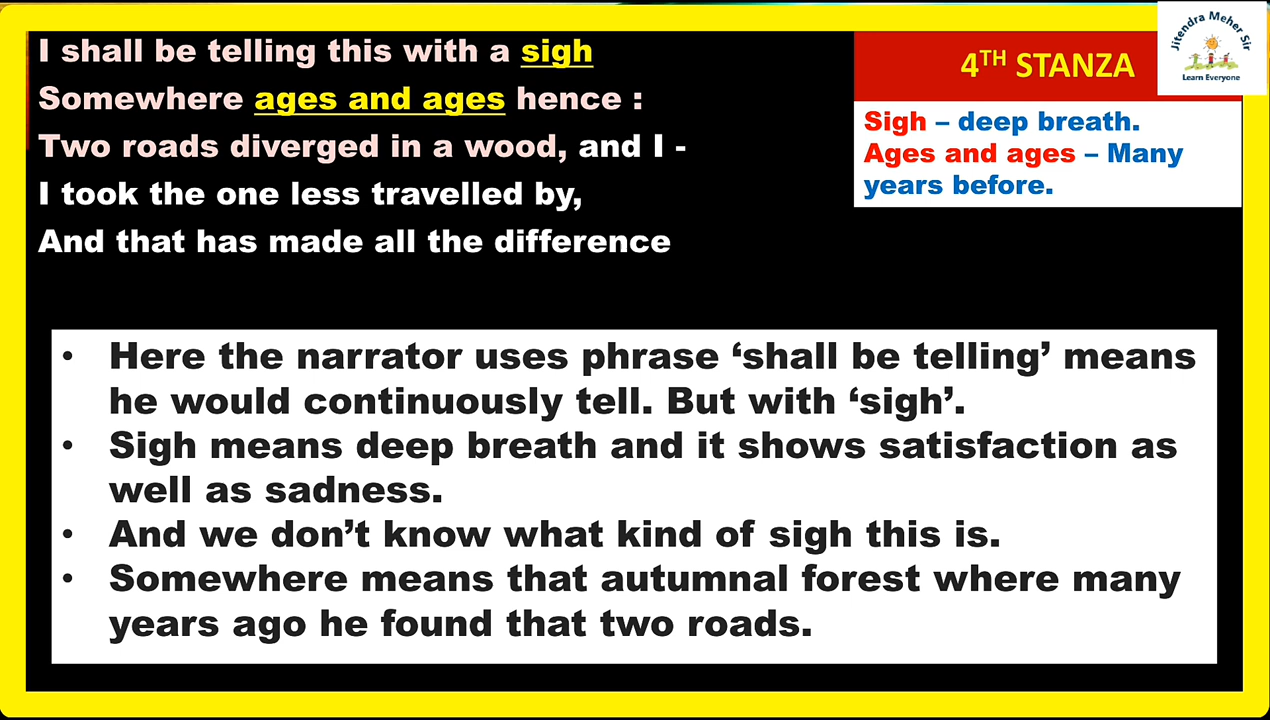 I shall be telling this with a sigh
Somewhere ages and ages hence :
Two roads diverged in a wood, and I -
I took the one less travelled by,
And that has made all the difference
4TH STANZA
Jitendra Meher Sir
Learn Everyone
Sigh – deep breath.
Ages and ages – Many
years before.
• Here the narrator uses phrase ‘shall be telling’ means
he would continuously tell. But with ‘sigh’.
• Sigh means deep breath and it shows satisfaction as
well as sadness.
• And we don’t know what kind of sigh this is.
• Somewhere means that autumnal forest where many
years ago he found that two roads.